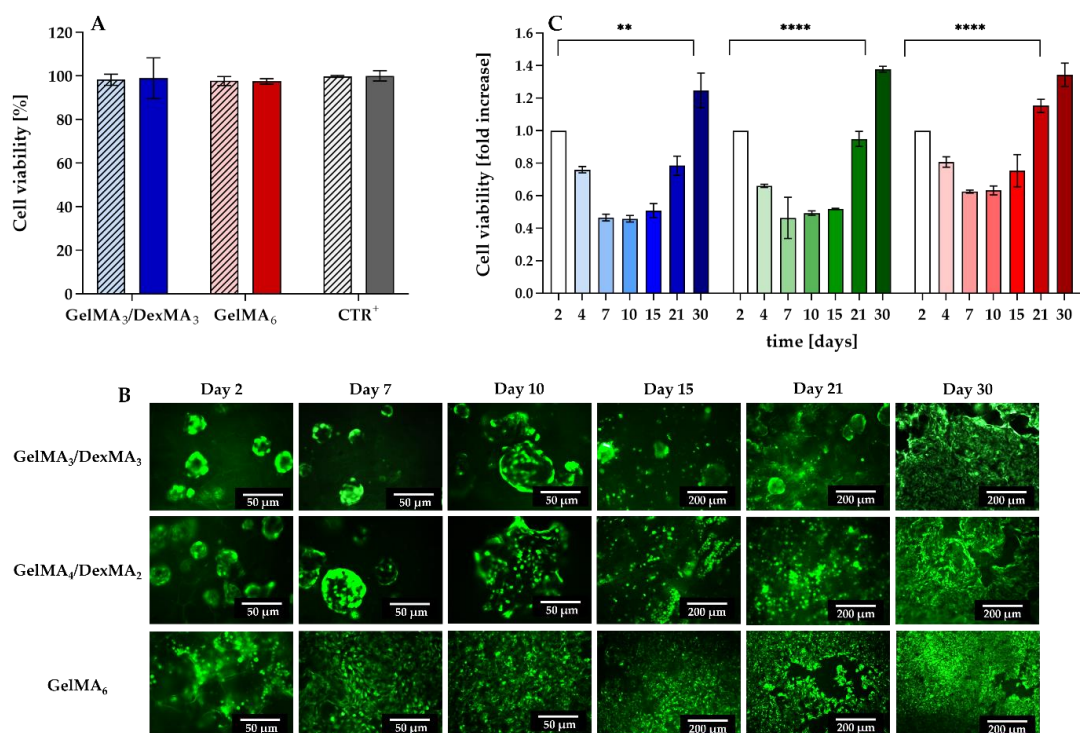 A
Cell viability [%]
120
100
80
60
40
20
0
GelMA₃/DexMA₃ GelMA₆ CTR⁺
C
** **** ****
Cell viability [fold increase]
1.6
1.4
1.2
1.0
0.8
0.6
0.4
0.2
0.0
2 4 7 10 15 21 30 2 4 7 10 15 21 30 2 4 7 10 15 21 30
time [days]
B
Day 2 Day 7 Day 10 Day 15 Day 21 Day 30
GelMA₃/DexMA₃
50 µm 50 µm 50 µm 200 µm 200 µm 200 µm
GelMA₄/DexMA₂
50 µm 50 µm 50 µm 200 µm 200 µm 200 µm
GelMA₆
50 µm 50 µm 50 µm 200 µm 200 µm 200 µm